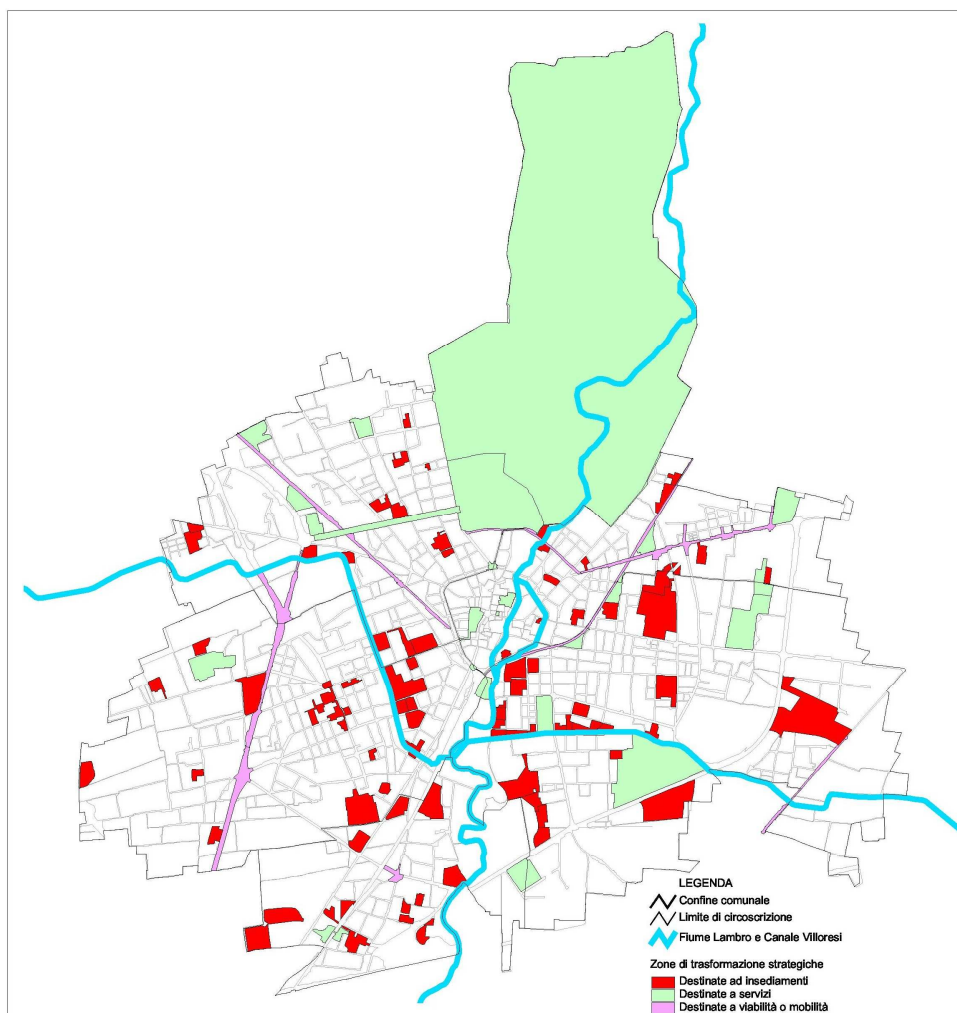 LEGENDA
Confine comunale
Limite di circoscrizione
Fiume Lambro e Canale Villoresi
Zone di trasformazione strategiche
Destinate ad insediamenti
Destinate a servizi
Destinate a viabilità o mobilità